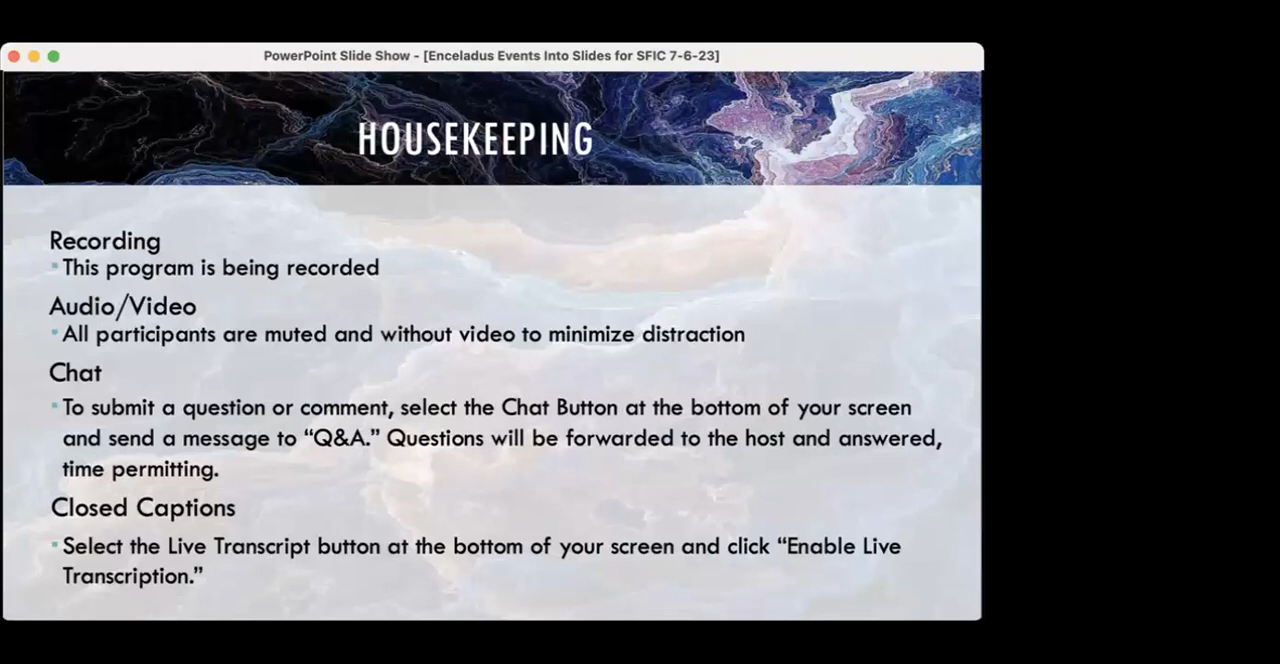 PowerPoint Slide Show - [Enceladus Events Into Slides for SFIC 7-6-23]
HOUSEKEEPING
Recording
This program is being recorded
Audio/Video
All participants are muted and without video to minimize distraction
Chat
To submit a question or comment, select the Chat Button at the bottom of your screen
and send a message to “Q&A.” Questions will be forwarded to the host and answered,
time permitting.
Closed Captions
Select the Live Transcript button at the bottom of your screen and click “Enable Live
Transcription.”